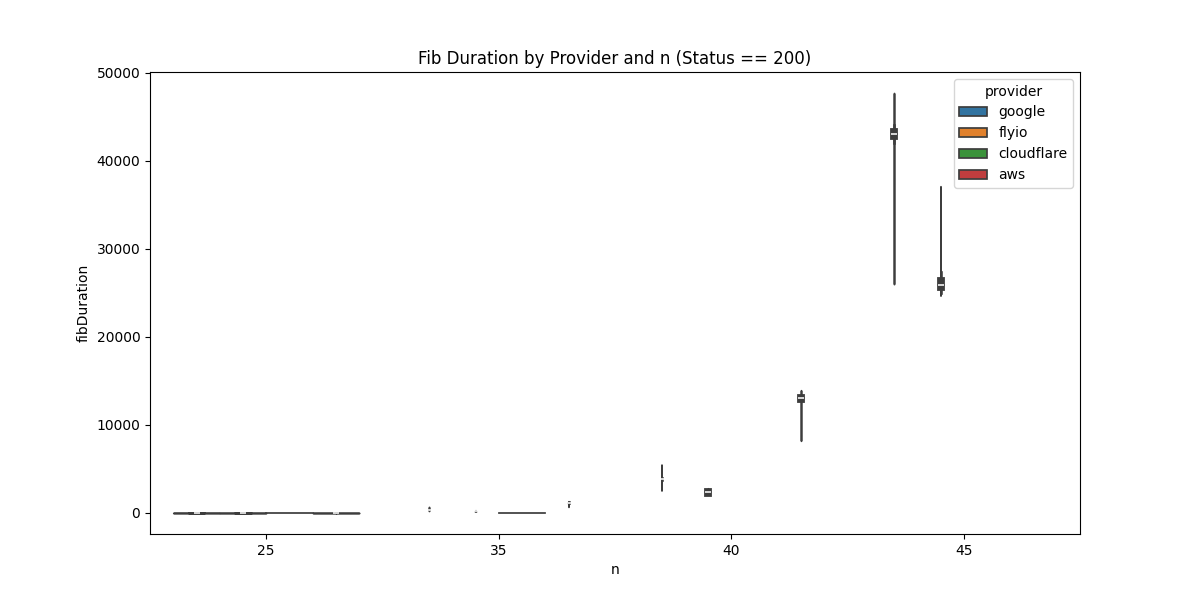 Fib Duration by Provider and n (Status == 200)
50000
40000
30000
20000
10000
0
fibDuration
provider
google
flyio
cloudflare
aws
25
35
40
45
n